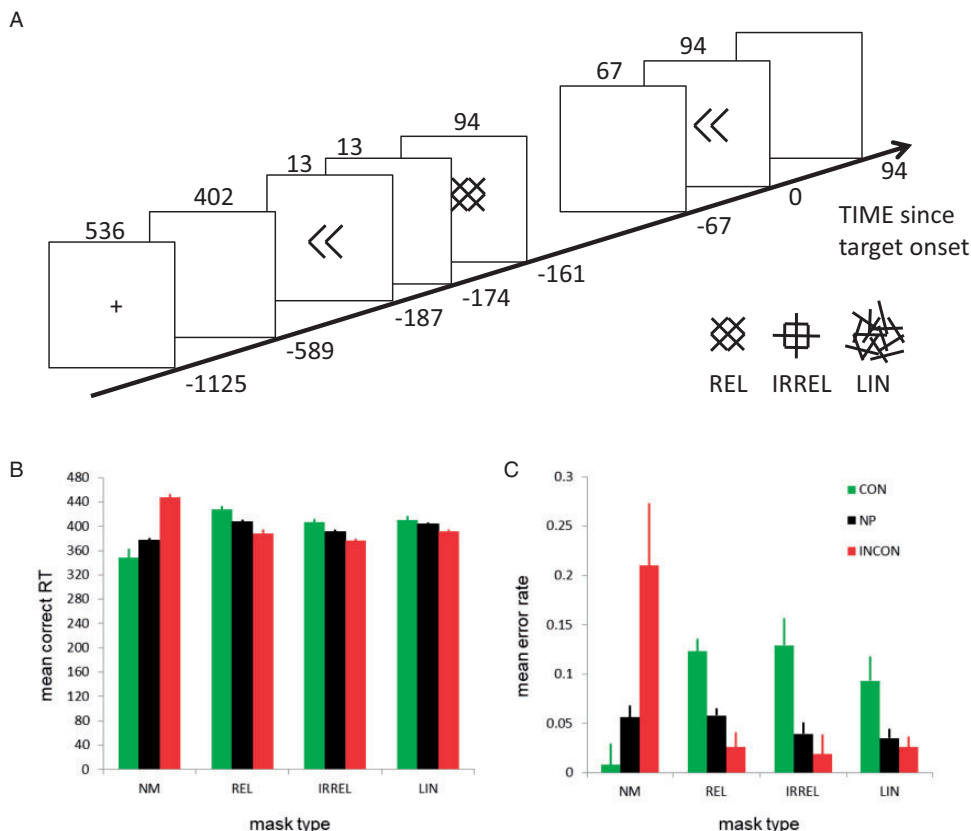 A
536
402
13
13
94
67
94
+
-1125
-589
-187
-174
-161
-67
0
94
TIME since
target onset
REL IRREL LIN
B
mean correct RT
480
440
400
360
320
280
240
200
160
120
80
40
0
NM REL IRREL LIN
mask type
C
mean error rate
0.3
0.25
0.2
0.15
0.1
0.05
0
CON
NP
INCON
NM REL IRREL LIN
mask type